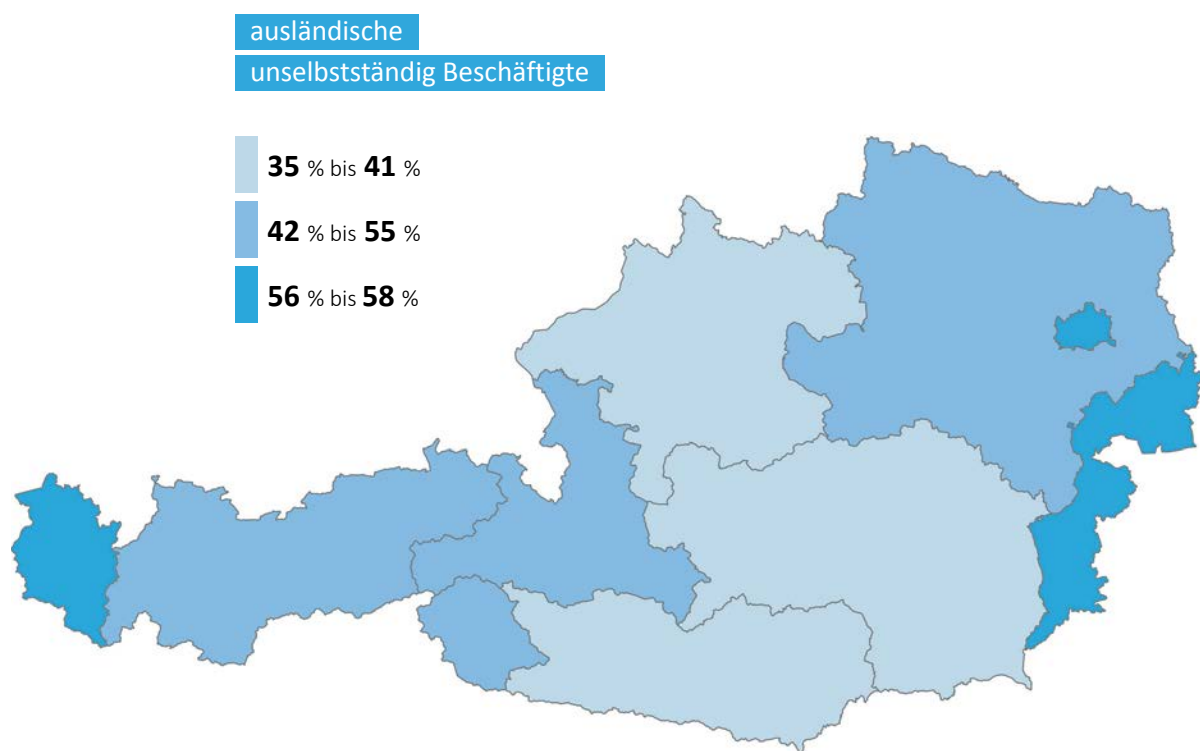 ausländische
unselbstständig Beschäftigte
35 % bis 41 %
42 % bis 55 %
56 % bis 58 %